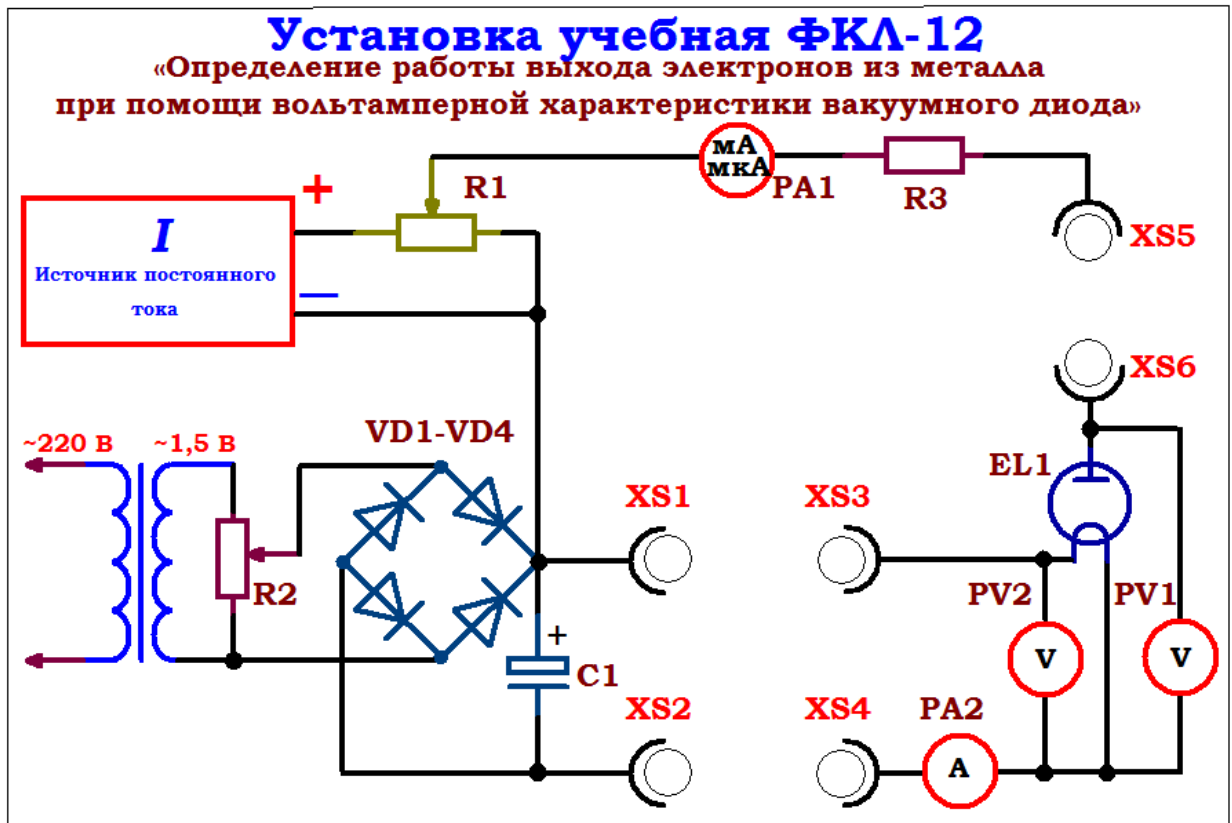 Установка учебная ФКЛ-12
«Определение работы выхода электронов из металла
при помощи вольтамперной характеристики вакуумного диода»
мА
мкА
PA1
R1
R3
+
I
Источник постоянного
тока
—
XS5
XS6
~220 В
~1,5 В
VD1-VD4
EL1
XS1
XS3
R2
PV2
PV1
+
V
V
C1
XS2
XS4
PA2
A